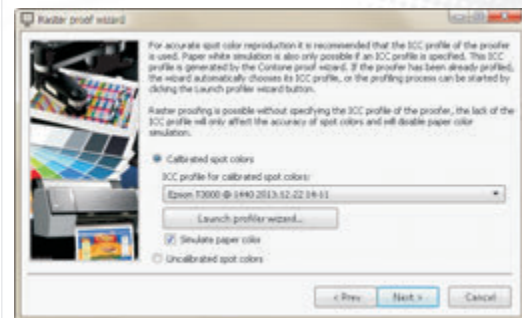 Raster proof wizard
For accurate spot color reproduction it is recommended that the ICC profile of the proofer
is used. Paper white simulation is also only possible if an ICC profile is specified. This ICC
profile is generated by the Contone proof wizard. If the proofer has been already profiled,
the wizard automatically chooses its ICC profile, or the profiling process can be started by
clicking the Launch profiler wizard button.
Raster proofing is possible without specifying the ICC profile of the proofer, the lack of the
ICC profile will only affect the accuracy of spot colors and will disable paper color
simulation.
Calibrated spot colors
ICC profile for calibrated spot colors:
Epson T3000 @ 1440 2013.12.22 14-11
Launch profiler wizard...
Simulate paper color
Uncalibrated spot colors
< Prev Next > Cancel